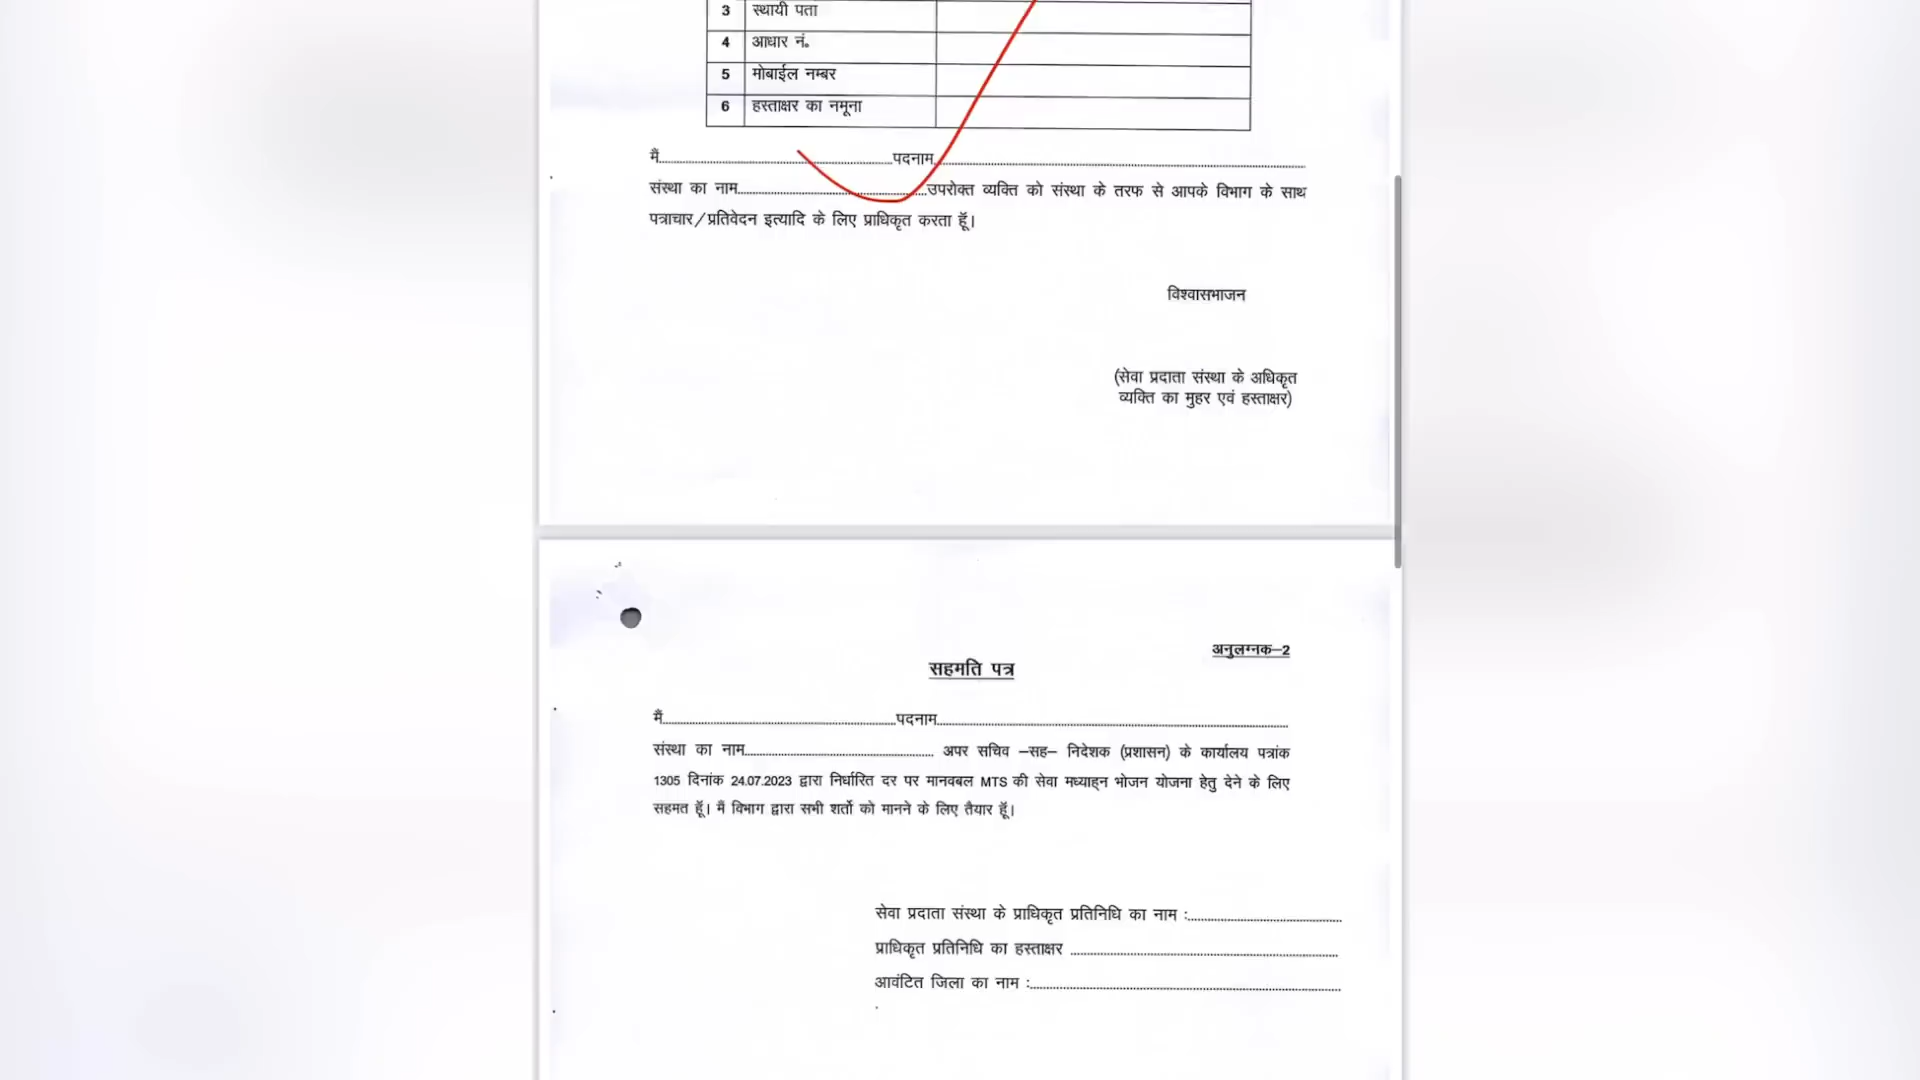 3 स्थायी पता
4 आधार नं०
5 मोबाईल नम्बर
6 हस्ताक्षर का नमूना
मैं..........................पदनाम..........................
संस्था का नाम..........................उपरोक्त व्यक्ति को संस्था के तरफ से आपके विभाग के साथ
पत्राचार/प्रतिवेदन इत्यादि के लिए प्राधिकृत करता हूँ।
विश्वासभाजन
(सेवा प्रदाता संस्था के अधिकृत
व्यक्ति का मुहर एवं हस्ताक्षर)
अनुलग्नक–2
सहमति पत्र
मैं..........................पदनाम..........................
संस्था का नाम.......................... अपर सचिव –सह– निदेशक (प्रशासन) के कार्यालय पत्रांक
1305 दिनांक 24.07.2023 द्वारा निर्धारित दर पर मानवबल MTS की सेवा मध्याह्न भोजन योजना हेतु देने के लिए
सहमत हूँ। मैं विभाग द्वारा सभी शर्तो को मानने के लिए तैयार हूँ।
सेवा प्रदाता संस्था के प्राधिकृत प्रतिनिधि का नाम :..........................
प्राधिकृत प्रतिनिधि का हस्ताक्षर ..........................
आवंटित जिला का नाम :..........................